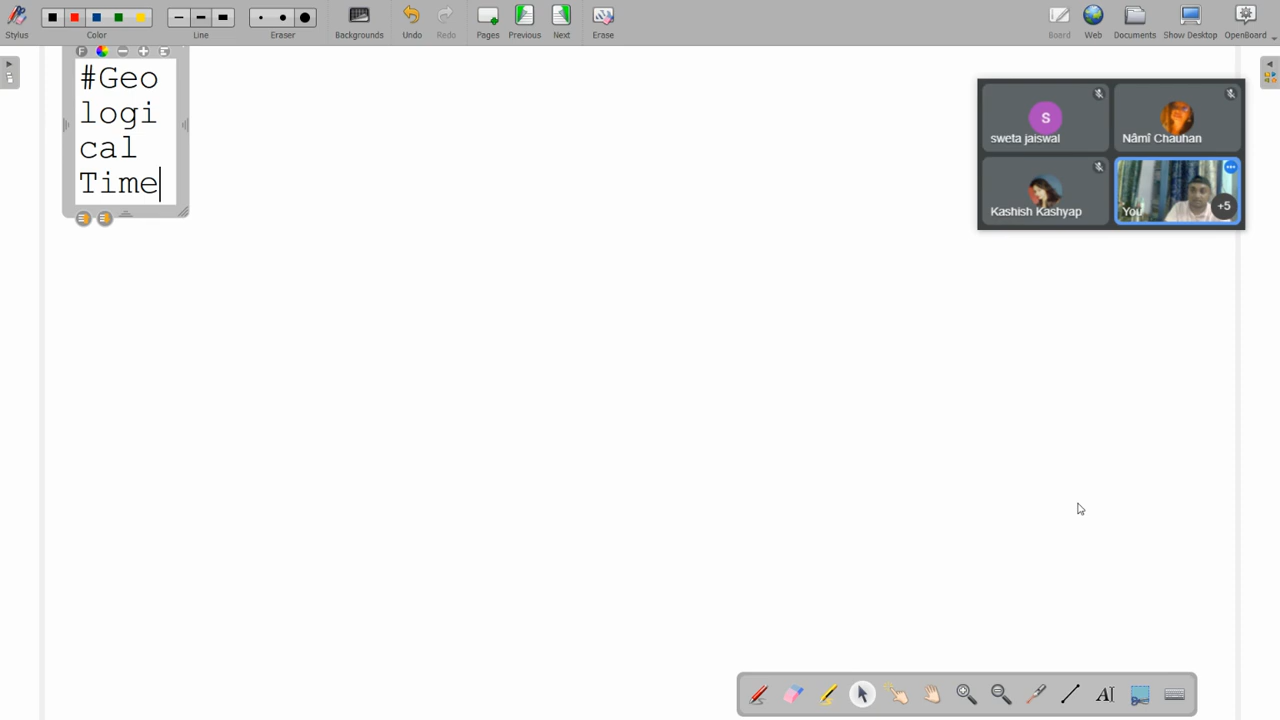 Stylus
Color
Line
Eraser
Backgrounds
Undo
Redo
Pages
Previous
Next
Erase
Board
Web
Documents
Show Desktop
OpenBoard
F
#Geo
logi
cal
Time
S
sweta jaiswal
Nâmî Chauhan
Kashish Kashyap
You
+5
AI